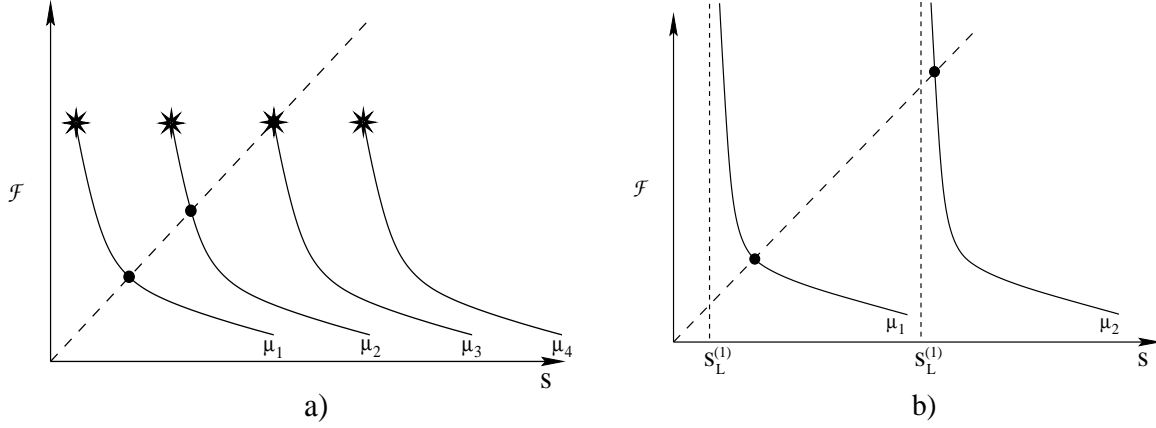 ℱ
μ₁ μ₂ μ₃ μ₄
s
a)
ℱ
μ₁ μ₂
S_L^(1) S_L^(1) s
b)